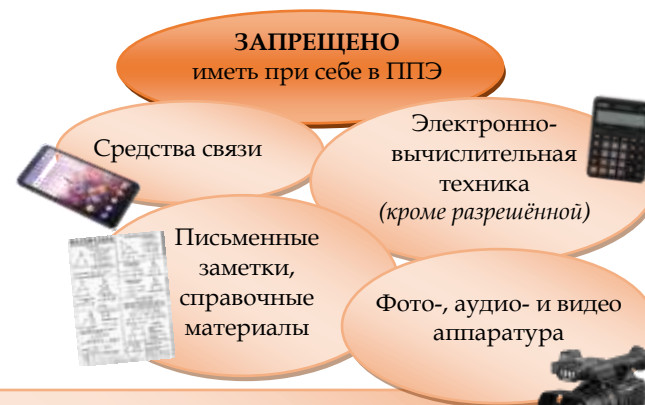 ЗАПРЕЩЕНО
иметь при себе в ППЭ
Средства связи
Электронно-
вычислительная
техника
(кроме разрешённой)
Письменные
заметки,
справочные
материалы
Фото-, аудио- и видео
аппаратура